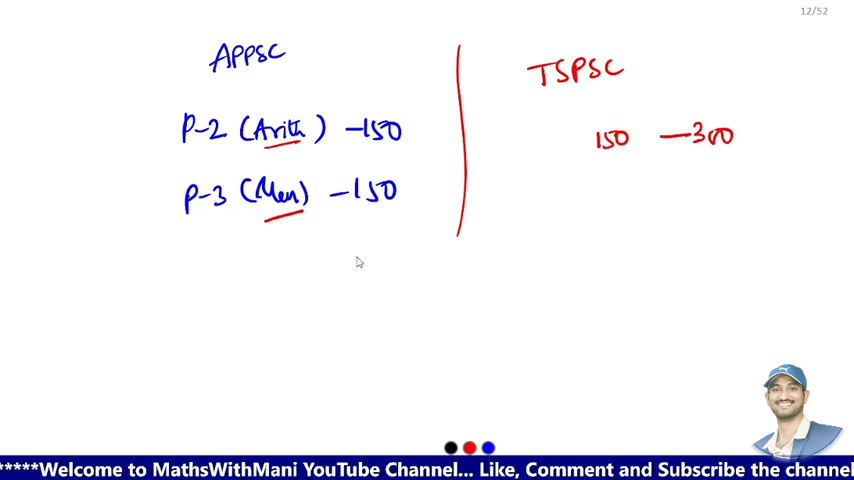 12/52
APPSC
P-2 (Arith) -150
P-3 (Men) -150
TSPSC
150 -300
*****Welcome to MathsWithMani YouTube Channel... Like, Comment and Subscribe the channel